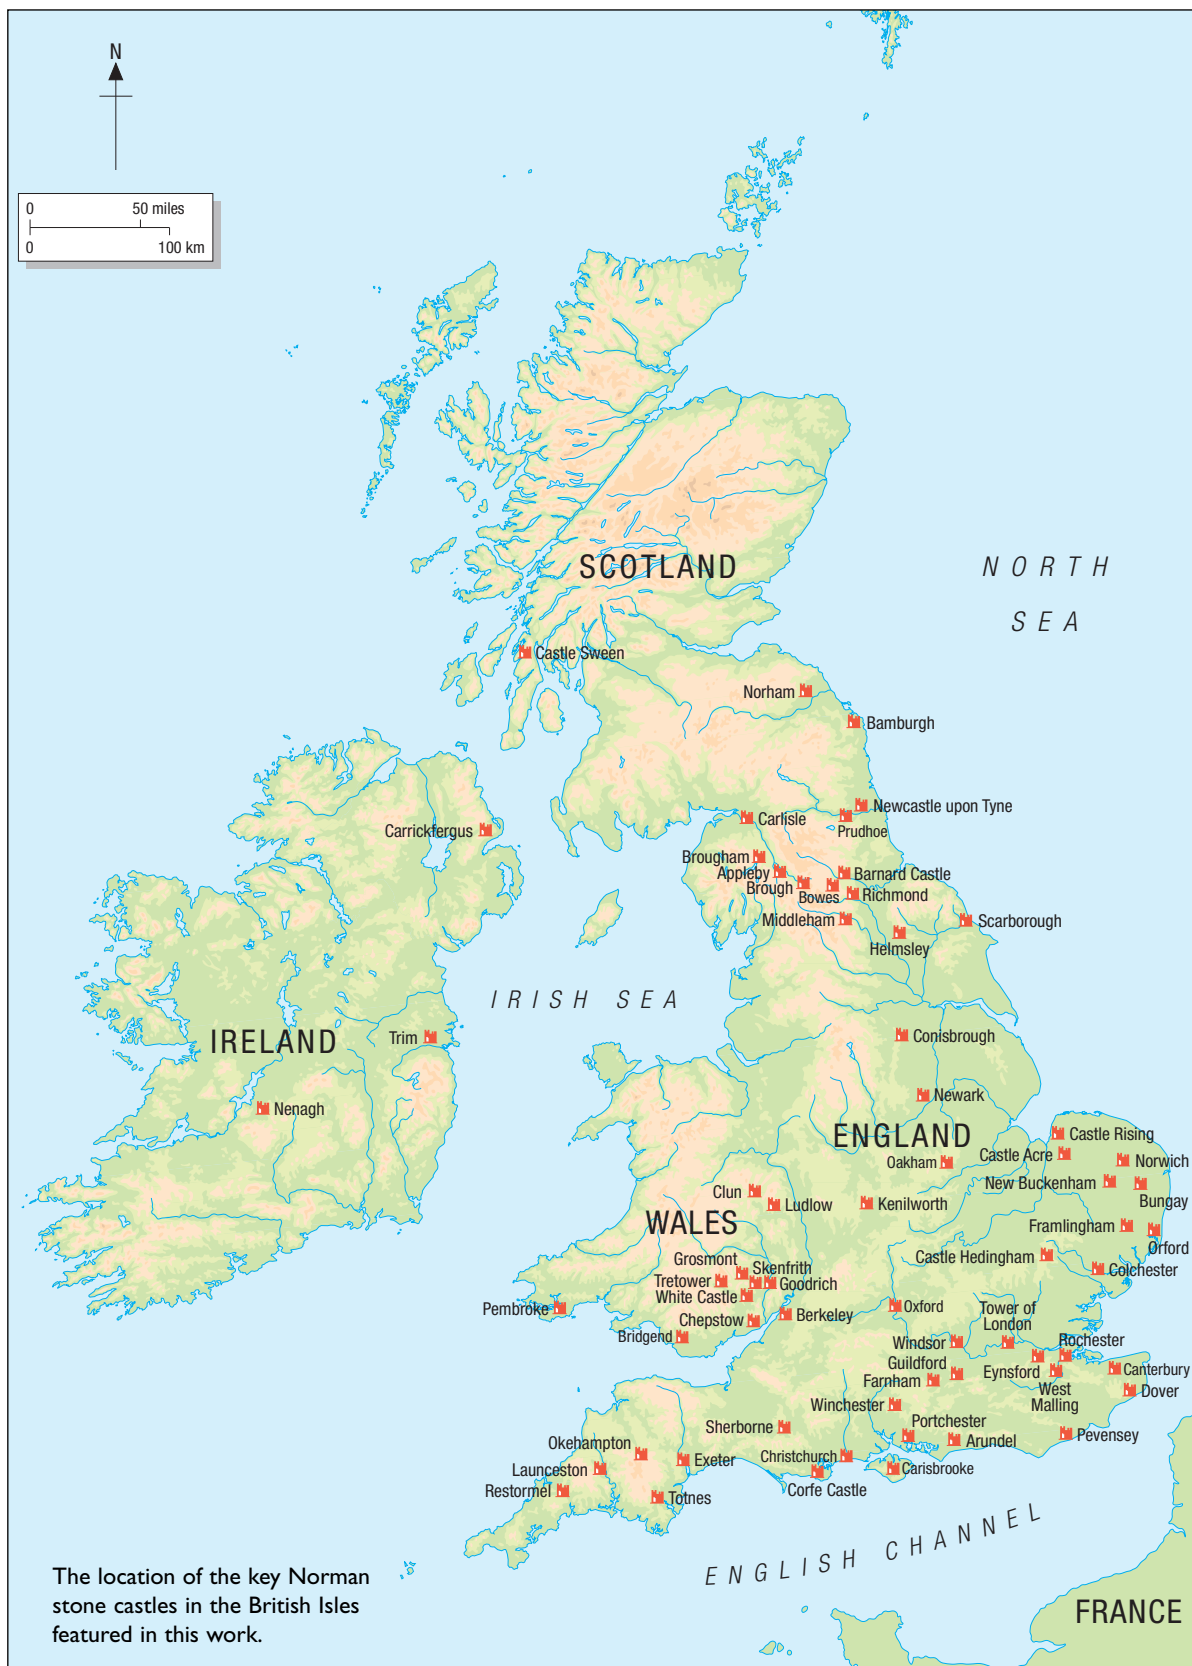 N
0 50 miles
0 100 km
SCOTLAND
NORTH
SEA
Castle Sween
Norham
Bamburgh
Newcastle upon Tyne
Carlisle
Prudhoe
Carrickfergus
Brougham
Appleby
Barnard Castle
Brough
Bowes
Richmond
Middleham
Scarborough
Helmsley
IRISH SEA
IRELAND
Trim
Conisbrough
Nenagh
Newark
ENGLAND
Castle Rising
Castle Acre
Oakham
Norwich
New Buckenham
Clun
Bungay
Ludlow
Kenilworth
WALES
Framlingham
Orford
Grosmont
Castle Hedingham
Skenfrith
Colchester
Tretower
Goodrich
White Castle
Pembroke
Oxford
Tower of
London
Berkeley
Chepstow
Bridgend
Windsor
Rochester
Guildford
Eynsford
Canterbury
Farnham
West
Malling
Dover
Winchester
Portchester
Sherborne
Pevensey
Arundel
Okehampton
Christchurch
Exeter
Launceston
Carisbrooke
Restormel
Corfe Castle
Totnes
ENGLISH CHANNEL
The location of the key Norman
stone castles in the British Isles
featured in this work.
FRANCE